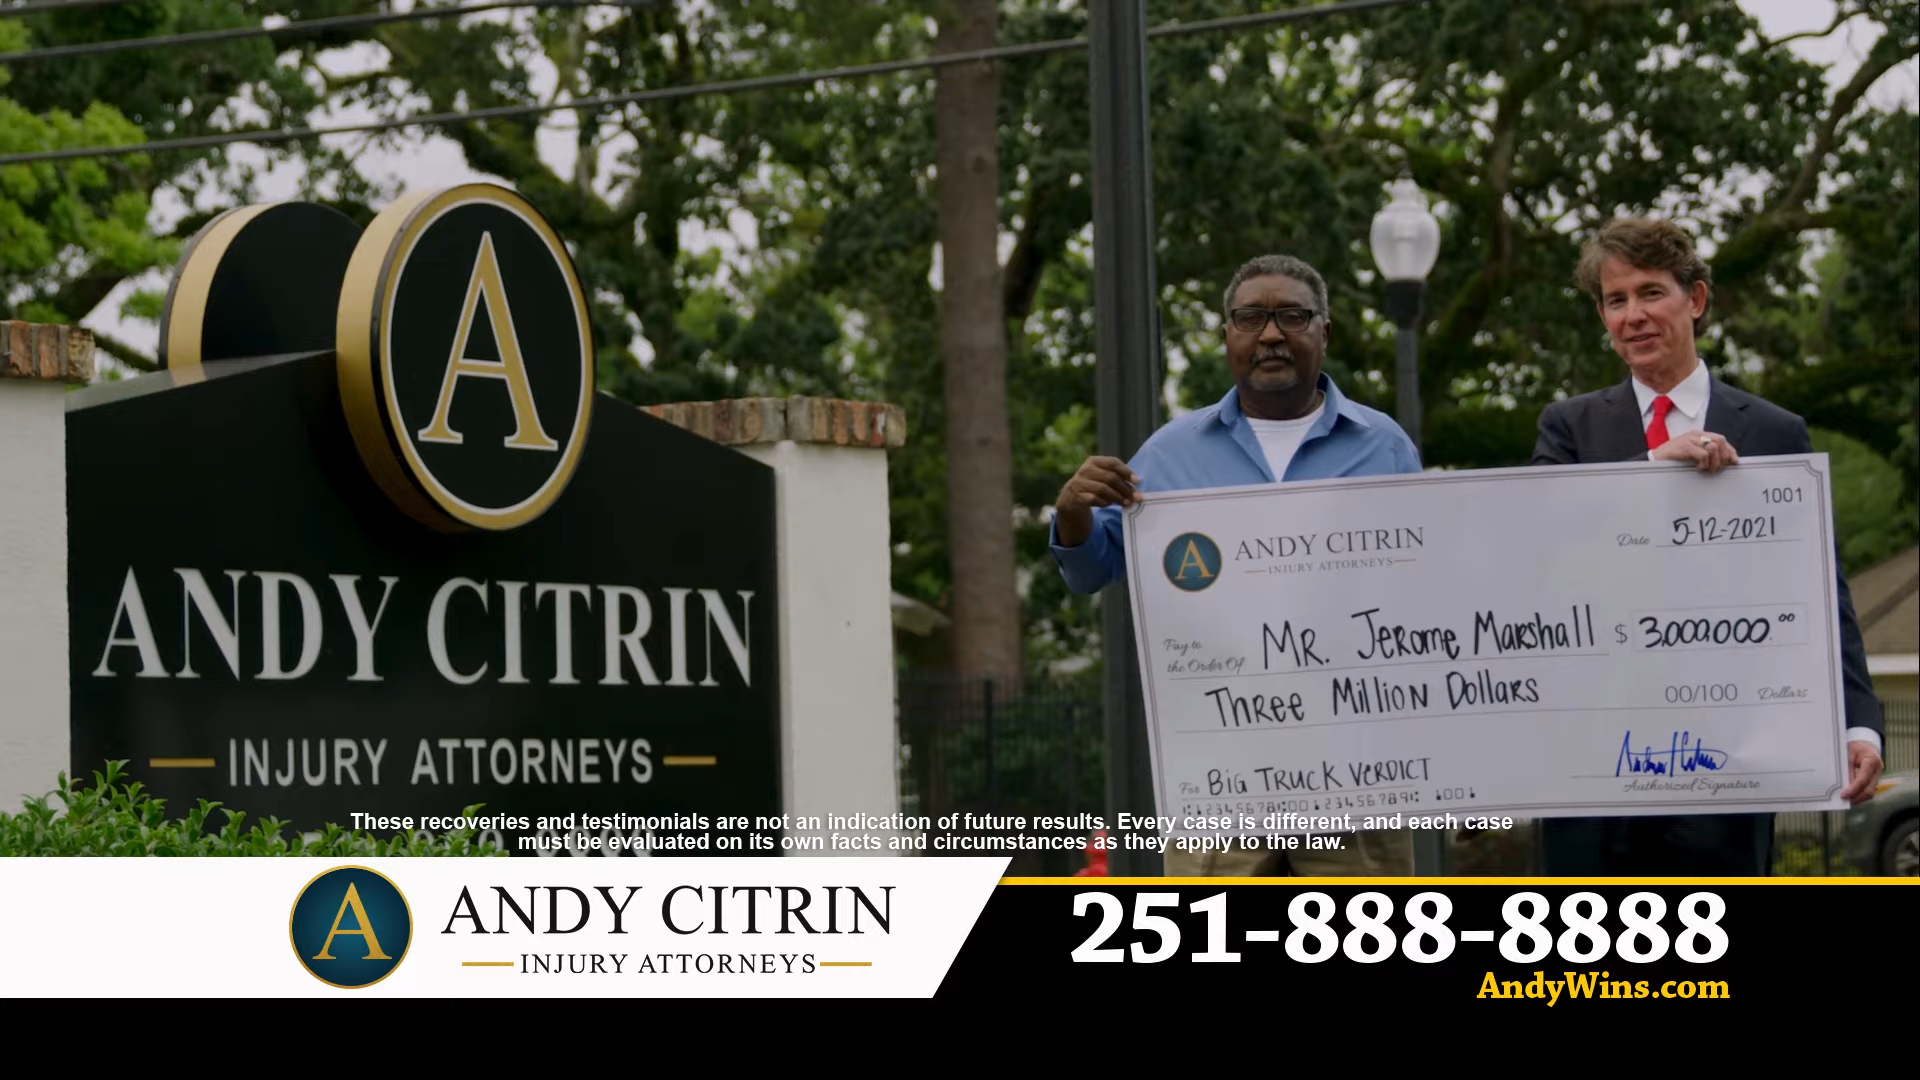 A
ANDY CITRIN
INJURY ATTORNEYS
1001
A
ANDY CITRIN
INJURY ATTORNEYS
Date 5-12-2021
Pay to
the Order Of MR. JEROME MARSHALL $ 3,000,000.00
THREE MILLION DOLLARS 00/100 Dollars
For BIG TRUCK VERDICT
Authorized Signature
These recoveries and testimonials are not an indication of future results. Every case is different, and each case
must be evaluated on its own facts and circumstances as they apply to the law.
A
ANDY CITRIN
INJURY ATTORNEYS
251-888-8888
AndyWins.com